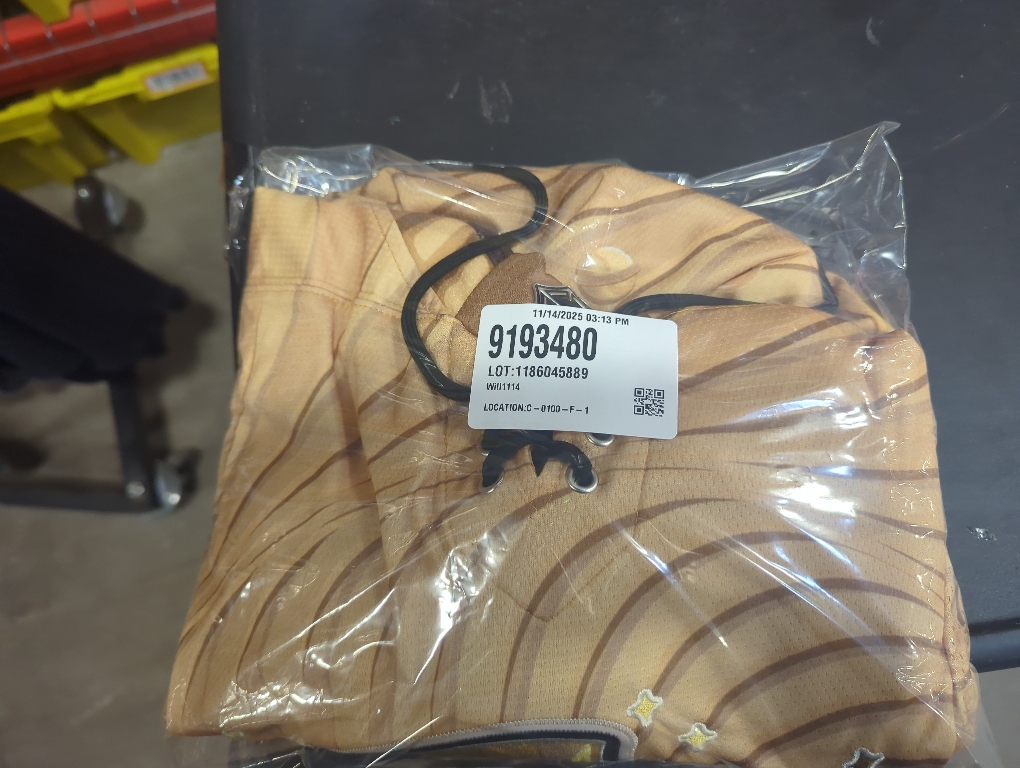 11/14/2025 03:13 PM
9193480
LOT:1186045889
Will1114
LOCATION:C-0100-F-1